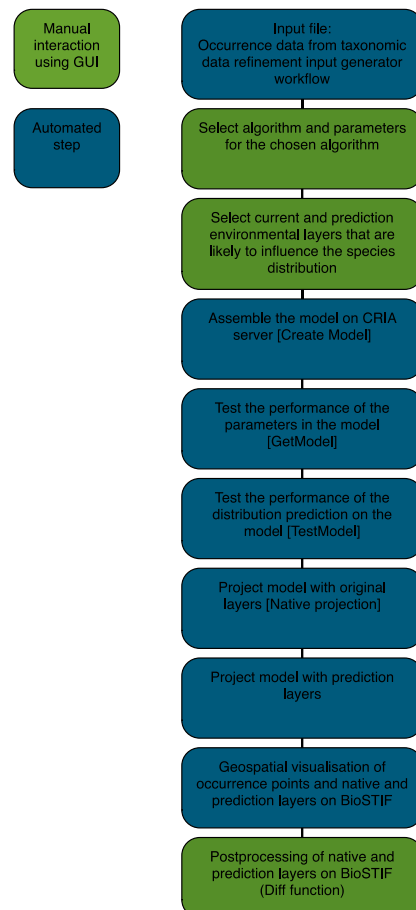 Manual
interaction
using GUI
Automated
step
Input file:
Occurrence data from taxonomic
data refinement input generator
workflow
Select algorithm and parameters
for the chosen algorithm
Select current and prediction
environmental layers that are
likely to influence the species
distribution
Assemble the model on CRIA
server [Create Model]
Test the performance of the
parameters in the model
[GetModel]
Test the performance of the
distribution prediction on the
model [TestModel]
Project model with original
layers [Native projection]
Project model with prediction
layers
Geospatial visualisation of
occurrence points and native and
prediction layers on BioSTIF
Postprocessing of native and
prediction layers on BioSTIF
(Diff function)